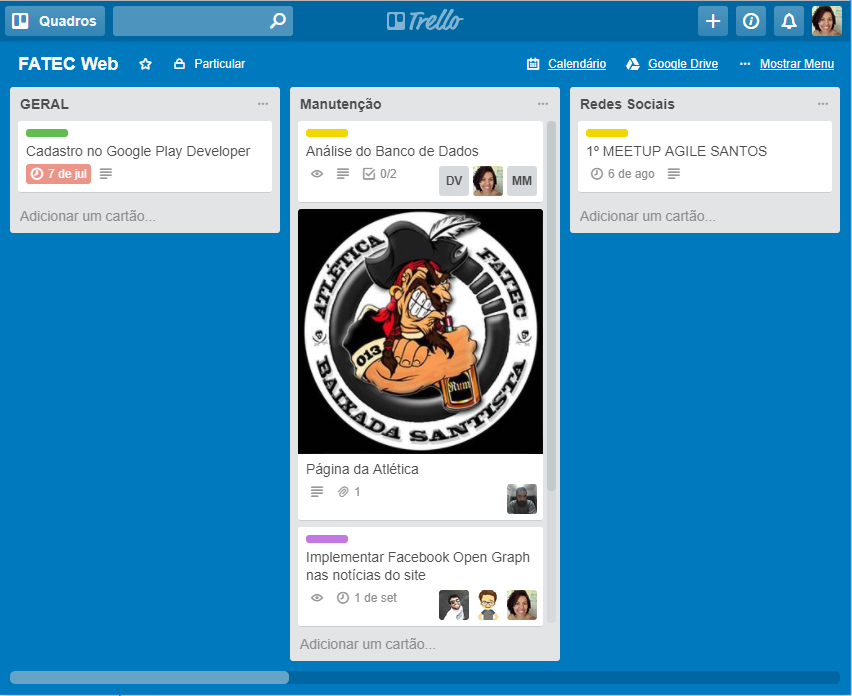 Quadros
Trello
FATEC Web
Particular
Calendário
Google Drive
Mostrar Menu
GERAL
Cadastro no Google Play Developer
7 de jul
Adicionar um cartão...
Manutenção
Análise do Banco de Dados
0/2
DV
MM
ATLÉTICA FATEC
013
Rum
BAIXADA SANTISTA
Página da Atlética
1
Implementar Facebook Open Graph
nas notícias do site
1 de set
Adicionar um cartão...
Redes Sociais
1º MEETUP AGILE SANTOS
6 de ago
Adicionar um cartão...